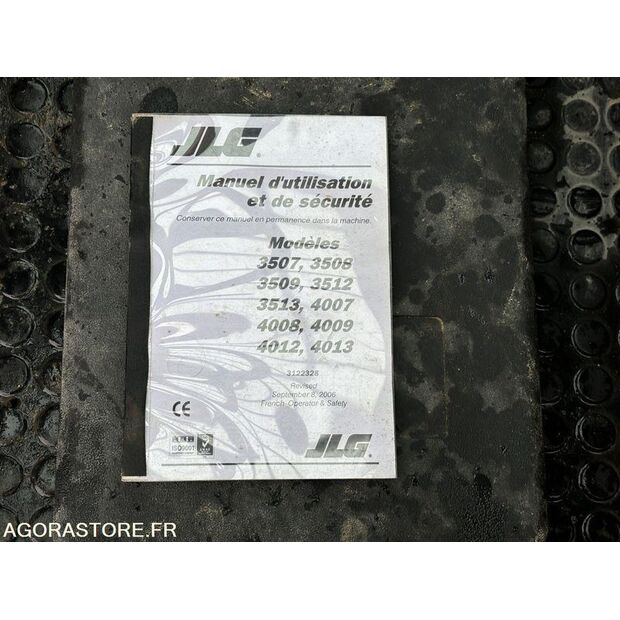 JLG®
Manuel d'utilisation
et de sécurité
Conserver ce manuel en permanence dans la machine.
Modèles
3507, 3508
3509, 3512
3513, 4007
4008, 4009
4012, 4013
3122328
Revised
September 8, 2006
French-Operator & Safety
CE
ISO9001
JLG®
AGORASTORE.FR